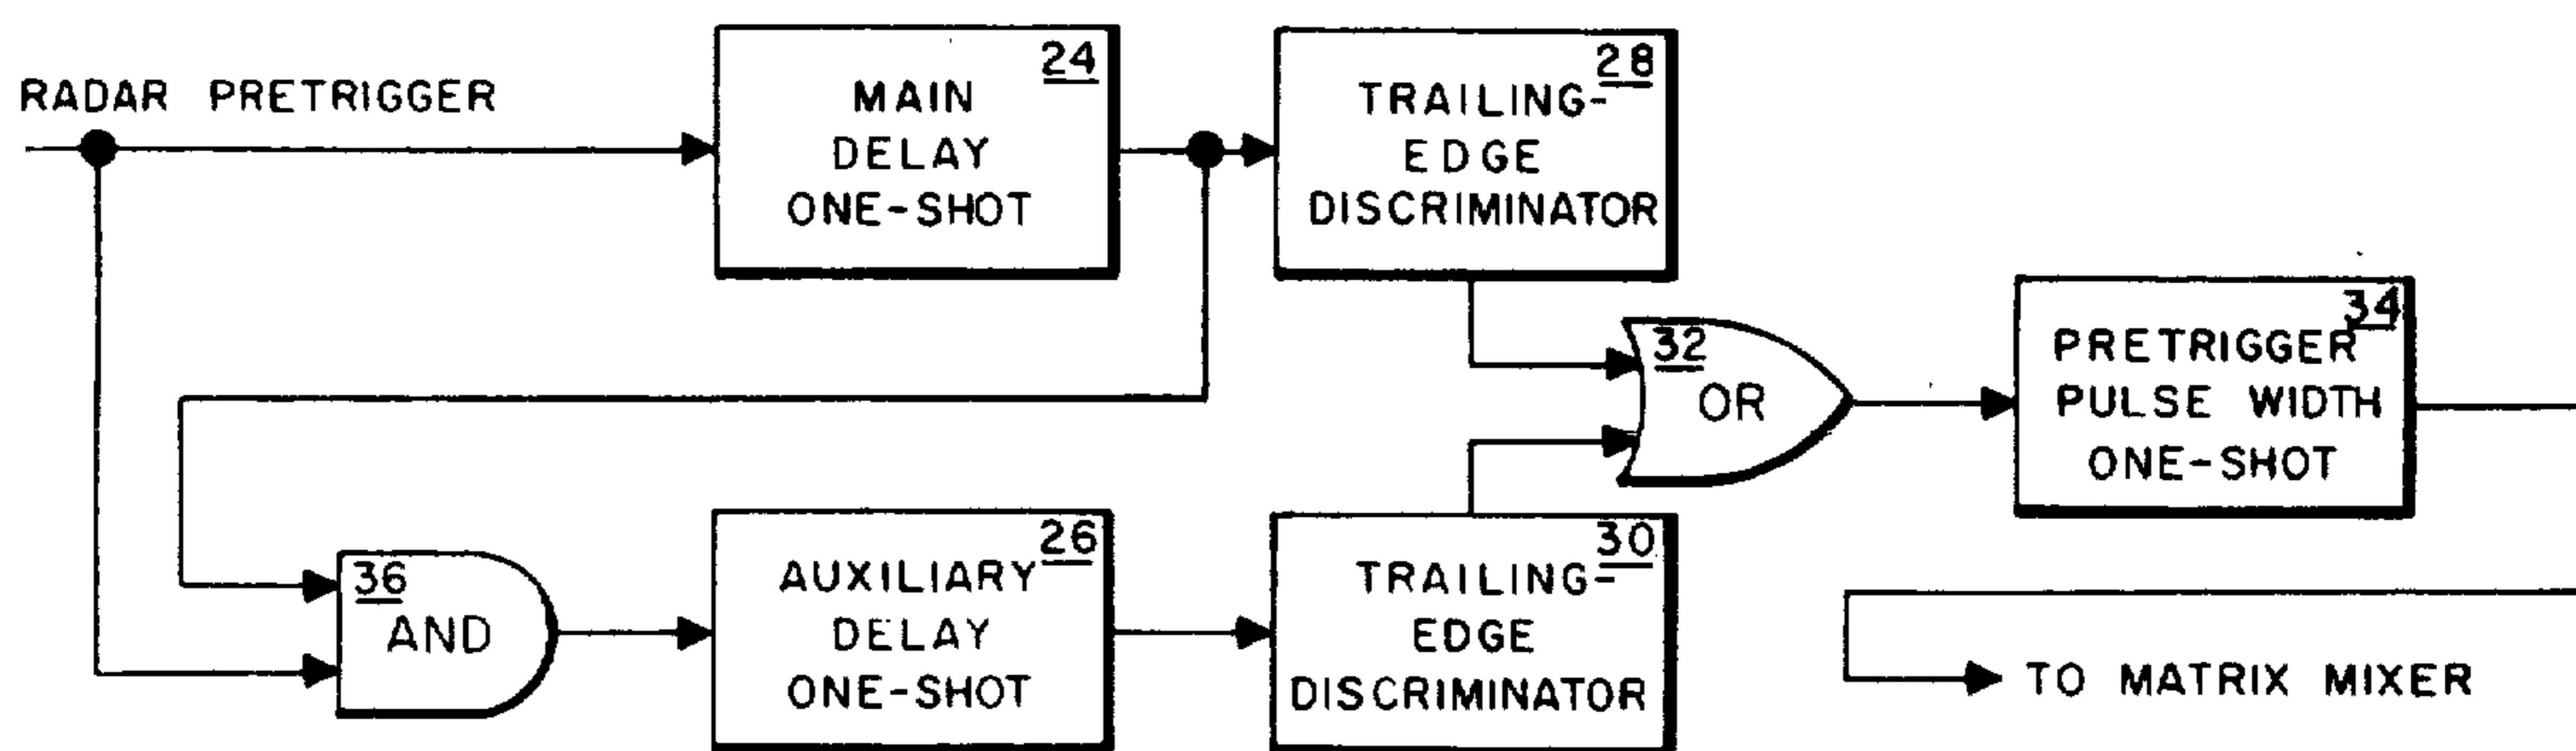 RADAR PRETRIGGER
24
MAIN
DELAY
ONE-SHOT
28
TRAILING-
EDGE
DISCRIMINATOR
32
OR
34
PRETRIGGER
PULSE WIDTH
ONE-SHOT
36
AND
26
AUXILIARY
DELAY
ONE-SHOT
30
TRAILING-
EDGE
DISCRIMINATOR
TO MATRIX MIXER